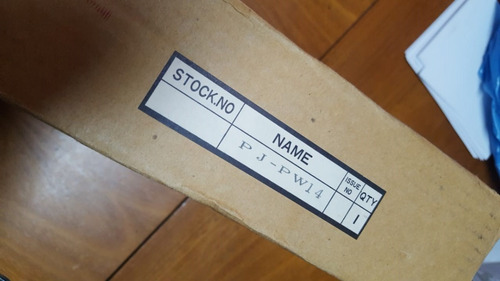 STOCK.NO NAME ISSUE NO QTY
PJ-PW14 1